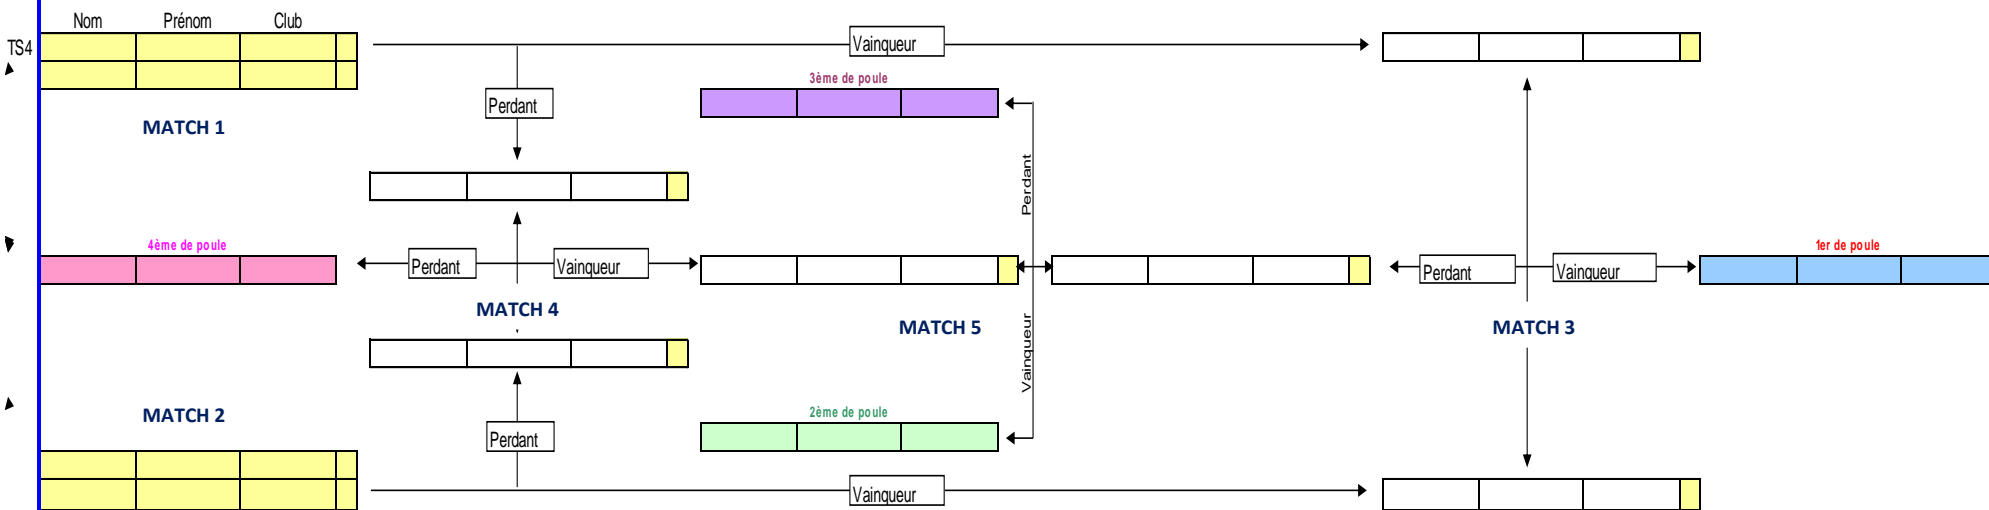 Nom Prénom Club
TS4
Vainqueur
3ème de poule
Perdant
MATCH 1
Perdant
4ème de poule
1er de poule
Perdant
Vainqueur
Perdant
Vainqueur
MATCH 4
MATCH 5
MATCH 3
Vainqueur
MATCH 2
2ème de poule
Perdant
Vainqueur